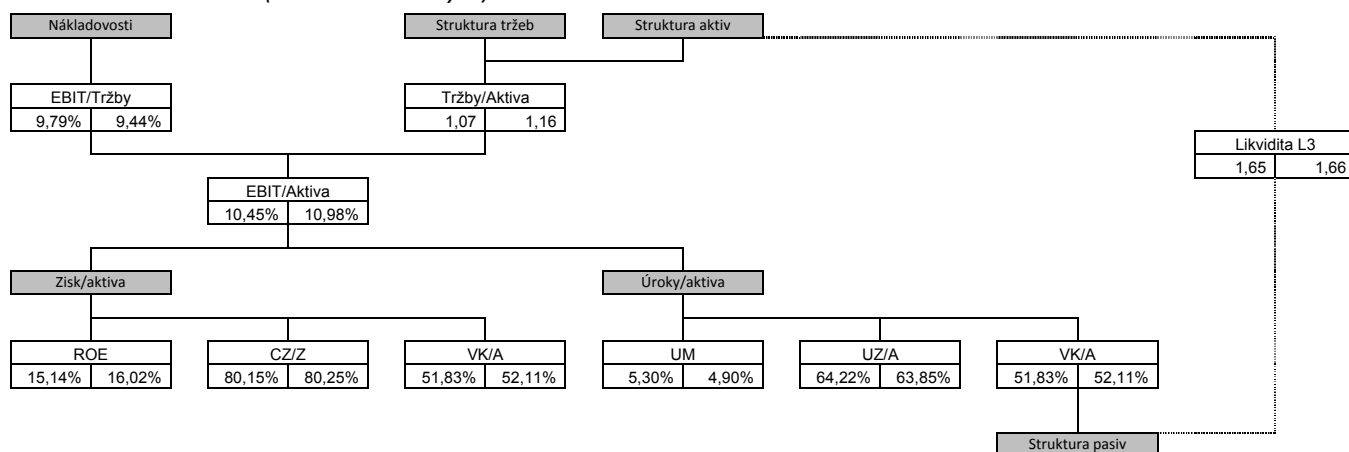 Nákladovosti
Struktura tržeb
Struktura aktiv
EBIT/Tržby
9,79% 9,44%
Tržby/Aktiva
1,07 1,16
Likvidita L3
1,65 1,66
EBIT/Aktiva
10,45% 10,98%
Zisk/aktiva
Úroky/aktiva
ROE
15,14% 16,02%
CZ/Z
80,15% 80,25%
VK/A
51,83% 52,11%
UM
5,30% 4,90%
UZ/A
64,22% 63,85%
VK/A
51,83% 52,11%
Struktura pasiv